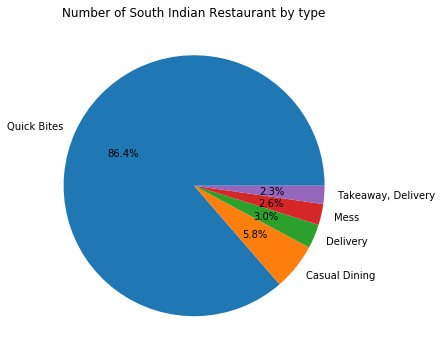 Number of South Indian Restaurant by type
Quick Bites
86.4%
2.3%
Takeaway, Delivery
2.6%
Mess
3.0%
Delivery
5.8%
Casual Dining